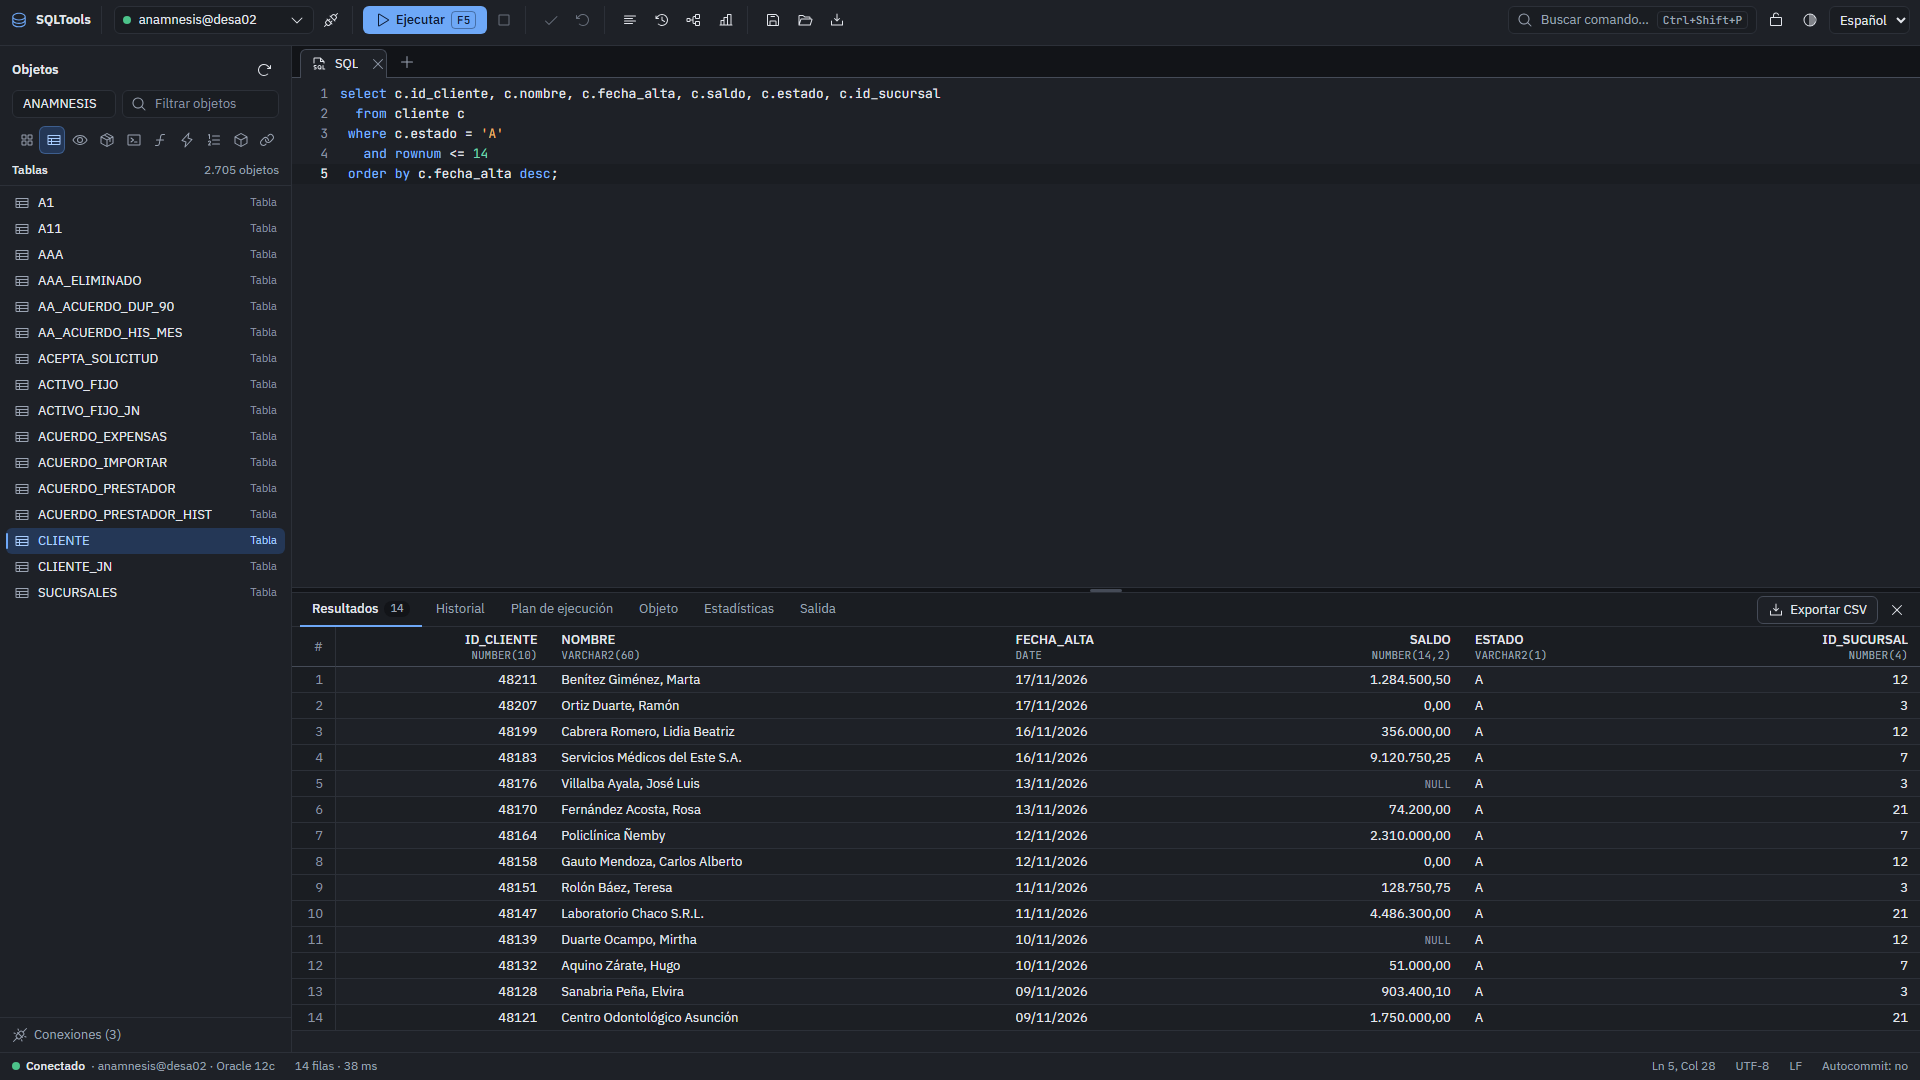 SQLTools
anamnesis@desa02
Ejecutar F5
Buscar comando... Ctrl+Shift+P
Español
Objetos
ANAMNESIS
Filtrar objetos
Tablas 2.705 objetos
A1 Tabla
A11 Tabla
AAA Tabla
AAA_ELIMINADO Tabla
AA_ACUERDO_DUP_90 Tabla
AA_ACUERDO_HIS_MES Tabla
ACEPTA_SOLICITUD Tabla
ACTIVO_FIJO Tabla
ACTIVO_FIJO_JN Tabla
ACUERDO_EXPENSAS Tabla
ACUERDO_IMPORTAR Tabla
ACUERDO_PRESTADOR Tabla
ACUERDO_PRESTADOR_HIST Tabla
CLIENTE Tabla
CLIENTE_JN Tabla
SUCURSALES Tabla
Conexiones (3)
SQL
1 select c.id_cliente, c.nombre, c.fecha_alta, c.saldo, c.estado, c.id_sucursal
2 from cliente c
3 where c.estado = 'A'
4 and rownum <= 14
5 order by c.fecha_alta desc;
Resultados 14 Historial Plan de ejecución Objeto Estadísticas Salida Exportar CSV
# ID_CLIENTE NOMBRE FECHA_ALTA SALDO ESTADO ID_SUCURSAL
NUMBER(10) VARCHAR2(60) DATE NUMBER(14,2) VARCHAR2(1) NUMBER(4)
1 48211 Benítez Giménez, Marta 17/11/2026 1.284.500,50 A 12
2 48207 Ortiz Duarte, Ramón 17/11/2026 0,00 A 3
3 48199 Cabrera Romero, Lidia Beatriz 16/11/2026 356.000,00 A 12
4 48183 Servicios Médicos del Este S.A. 16/11/2026 9.120.750,25 A 7
5 48176 Villalba Ayala, José Luis 13/11/2026 NULL A 3
6 48170 Fernández Acosta, Rosa 13/11/2026 74.200,00 A 21
7 48164 Policlínica Ñemby 12/11/2026 2.310.000,00 A 7
8 48158 Gauto Mendoza, Carlos Alberto 12/11/2026 0,00 A 12
9 48151 Rolón Báez, Teresa 11/11/2026 128.750,75 A 3
10 48147 Laboratorio Chaco S.R.L. 11/11/2026 4.486.300,00 A 21
11 48139 Duarte Ocampo, Mirtha 10/11/2026 NULL A 12
12 48132 Aquino Zárate, Hugo 10/11/2026 51.000,00 A 7
13 48128 Sanabria Peña, Elvira 09/11/2026 903.400,10 A 3
14 48121 Centro Odontológico Asunción 09/11/2026 1.750.000,00 A 21
Conectado · anamnesis@desa02 · Oracle 12c 14 filas · 38 ms Ln 5, Col 28 UTF-8 LF Autocommit: no